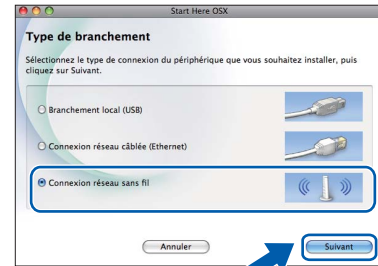 Start Here OSX
Type de branchement
Sélectionnez le type de connexion du périphérique que vous souhaitez installer, puis
cliquez sur Suivant.
Branchement local (USB)
Connexion réseau câblée (Ethernet)
Connexion réseau sans fil
Annuler
Suivant